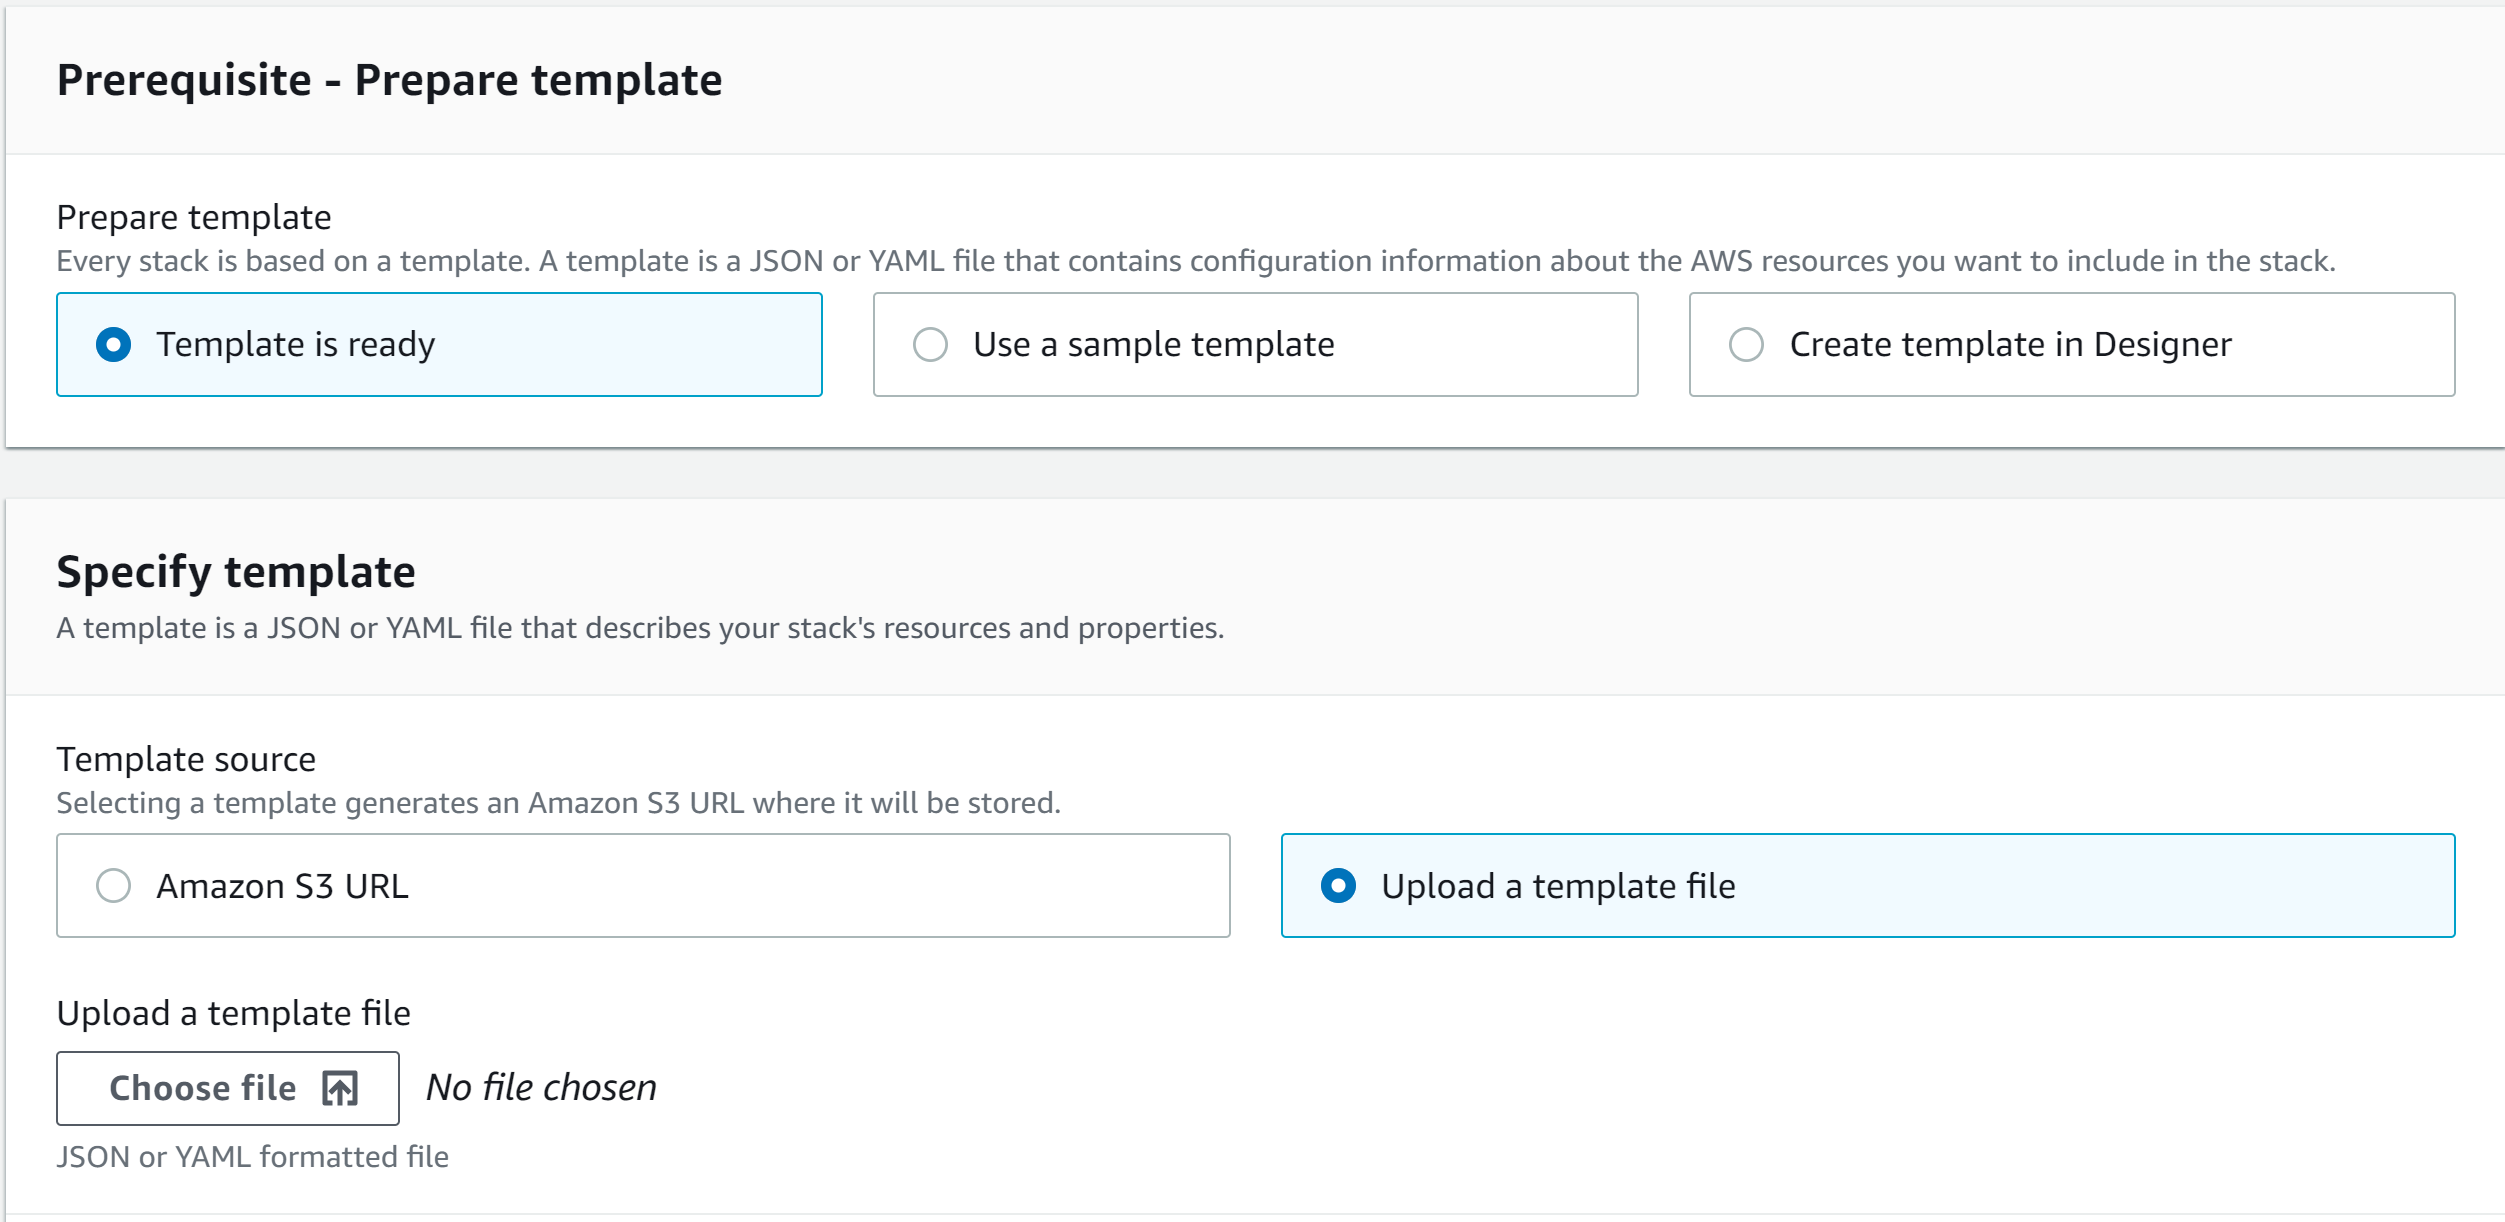 Prerequisite - Prepare template
Prepare template
Every stack is based on a template. A template is a JSON or YAML file that contains configuration information about the AWS resources you want to include in the stack.
Template is ready
Use a sample template
Create template in Designer
Specify template
A template is a JSON or YAML file that describes your stack's resources and properties.
Template source
Selecting a template generates an Amazon S3 URL where it will be stored.
Amazon S3 URL
Upload a template file
Upload a template file
Choose file
No file chosen
JSON or YAML formatted file